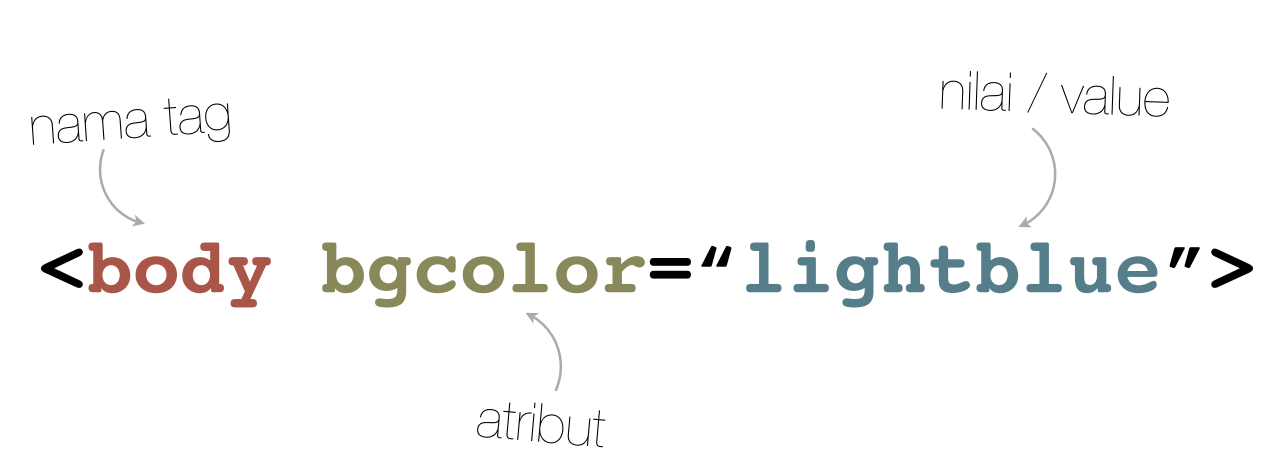 nama tag
nilai / value
<body bgcolor=“lightblue”>
atribut